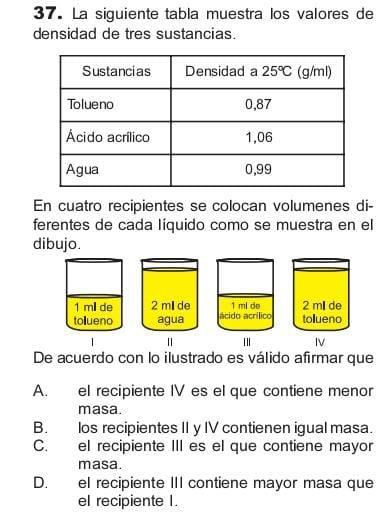 37. La siguiente tabla muestra los valores de
densidad de tres sustancias.
Sustancias Densidad a 25ºC (g/ml)
Tolueno 0,87
Ácido acrílico 1,06
Agua 0,99
En cuatro recipientes se colocan volumenes di-
ferentes de cada líquido como se muestra en el
dibujo.
1 ml de
tolueno
2 ml de
agua
1 ml de
ácido acrílico
2 ml de
tolueno
I II III IV
De acuerdo con lo ilustrado es válido afirmar que
A. el recipiente IV es el que contiene menor
masa.
B. los recipientes II y IV contienen igual masa.
C. el recipiente III es el que contiene mayor
masa.
D. el recipiente III contiene mayor masa que
el recipiente I.